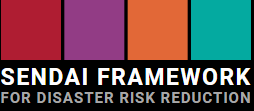 SENDAI FRAMEWORK
FOR DISASTER RISK REDUCTION